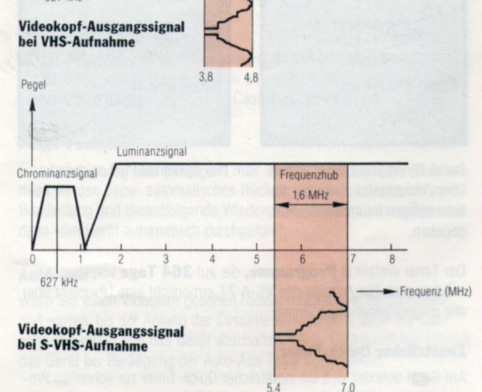 627 kHz
Videokopf-Ausgangssignal
bei VHS-Aufnahme
3,8 4,8
Pegel
Luminanzsignal
Chrominanzsignal
Frequenzhub
1,6 MHz
0 1 2 3 4 5 6 7 8
627 kHz
Frequenz (MHz)
Videokopf-Ausgangssignal
bei S-VHS-Aufnahme
5.4 7.0